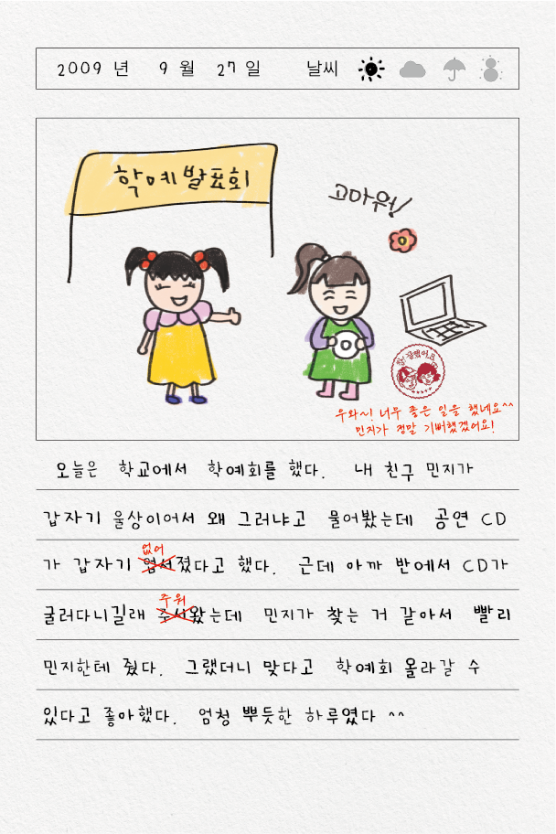 2009 년 9 월 27 일 날씨
학예발표회
고마워!
참! 잘했어요
우와~! 너무 좋은 일을 했네요^^
민지가 정말 기뻐했겠어요!
오늘은 학교에서 학예회를 했다. 내 친구 민지가
갑자기 울상이어서 왜 그러냐고 물어봤는데 공연 CD
없어
가 갑자기 업서졌다고 했다. 근데 아까 반에서 CD가
주워
굴러다니길래 주서왔는데 민지가 찾는 거 같아서 빨리
민지한테 줬다. 그랬더니 맞다고 학예회 올라갈 수
있다고 좋아했다. 엄청 뿌듯한 하루였다 ^^